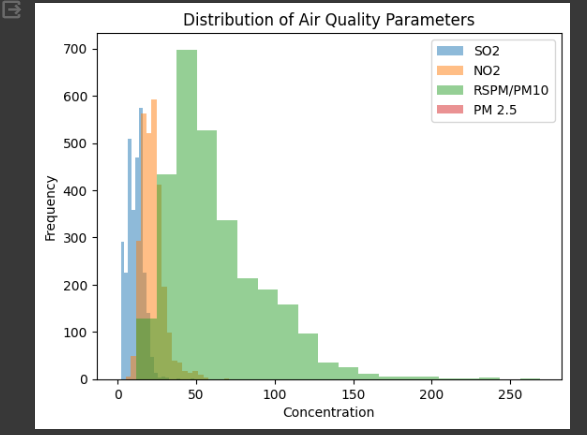 Distribution of Air Quality Parameters
SO2
NO2
RSPM/PM10
PM 2.5
700
600
500
400
300
200
100
0
Frequency
0 50 100 150 200 250
Concentration